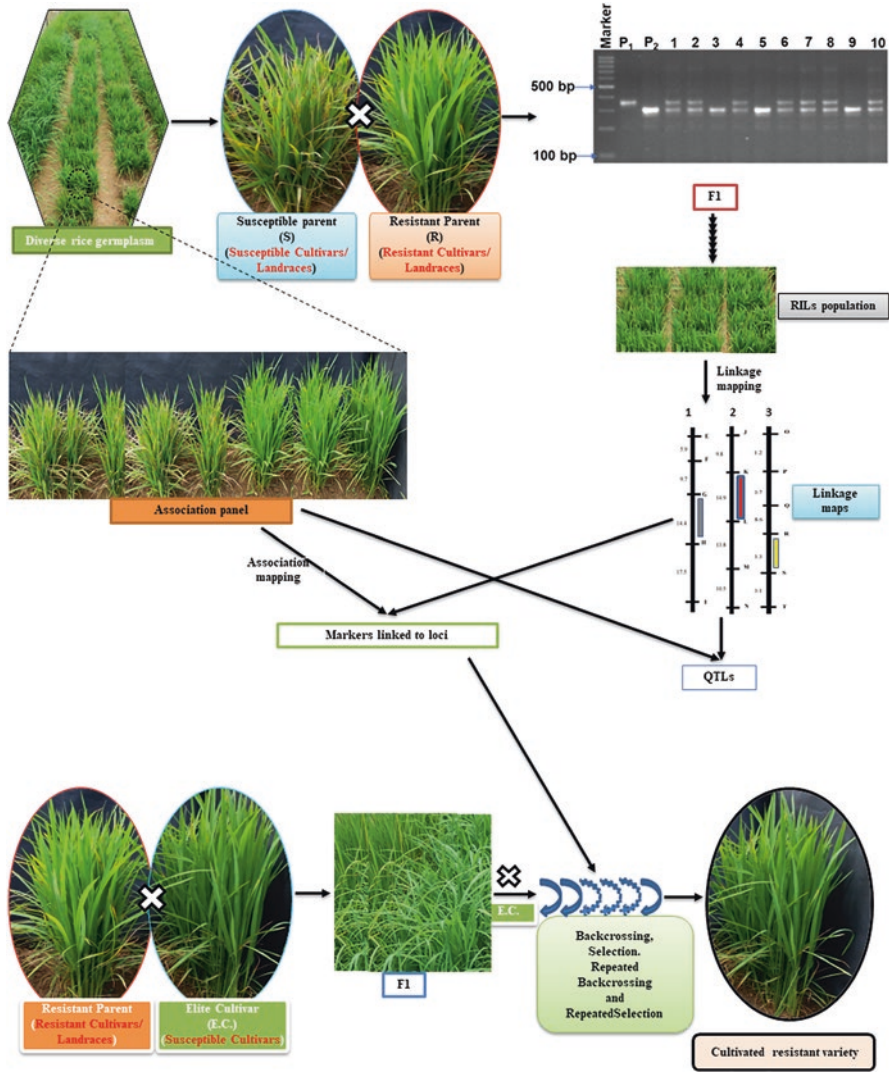 Marker P1 P2 1 2 3 4 5 6 7 8 9 10
500 bp
100 bp
F1
Diverse rice germplasm
Susceptible parent
(S)
(Susceptible Cultivars/
Landraces)
Resistant Parent
(R)
(Resistant Cultivars/
Landraces)
RILs population
Linkage
mapping
1 2 3
E
F
G
H
I
J
K
L
M
N
O
P
Q
R
S
T
Linkage
maps
Association panel
Association
mapping
Markers linked to loci
QTLs
Resistant Parent
(Resistant Cultivars/
Landraces)
Elite Cultivar
(E.C.)
(Susceptible Cultivars)
F1
E.C.
Backcrossing,
Selection.
Repeated
Backcrossing
and
RepeatedSelection
Cultivated resistant variety